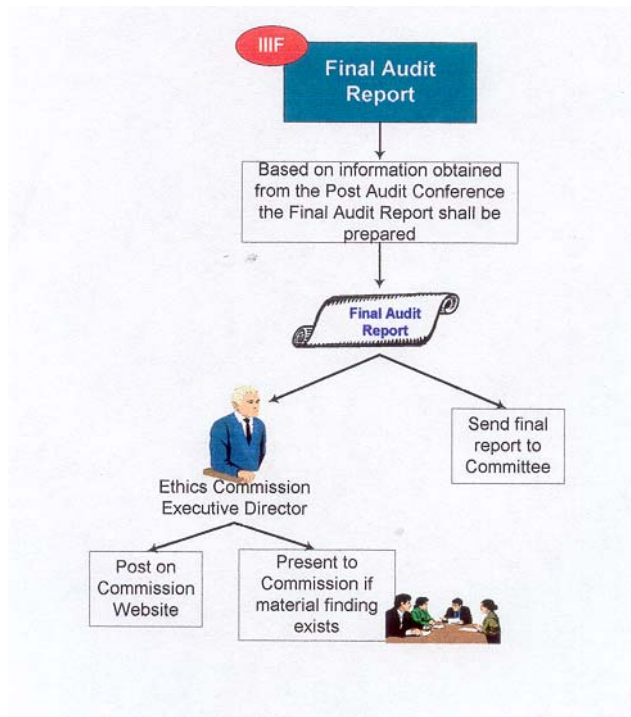 IIIF
Final Audit
Report
Based on information obtained
from the Post Audit Conference
the Final Audit Report shall be
prepared
Final Audit
Report
Send final
report to
Committee
Ethics Commission
Executive Director
Post on
Commission
Website
Present to
Commission if
material finding
exists